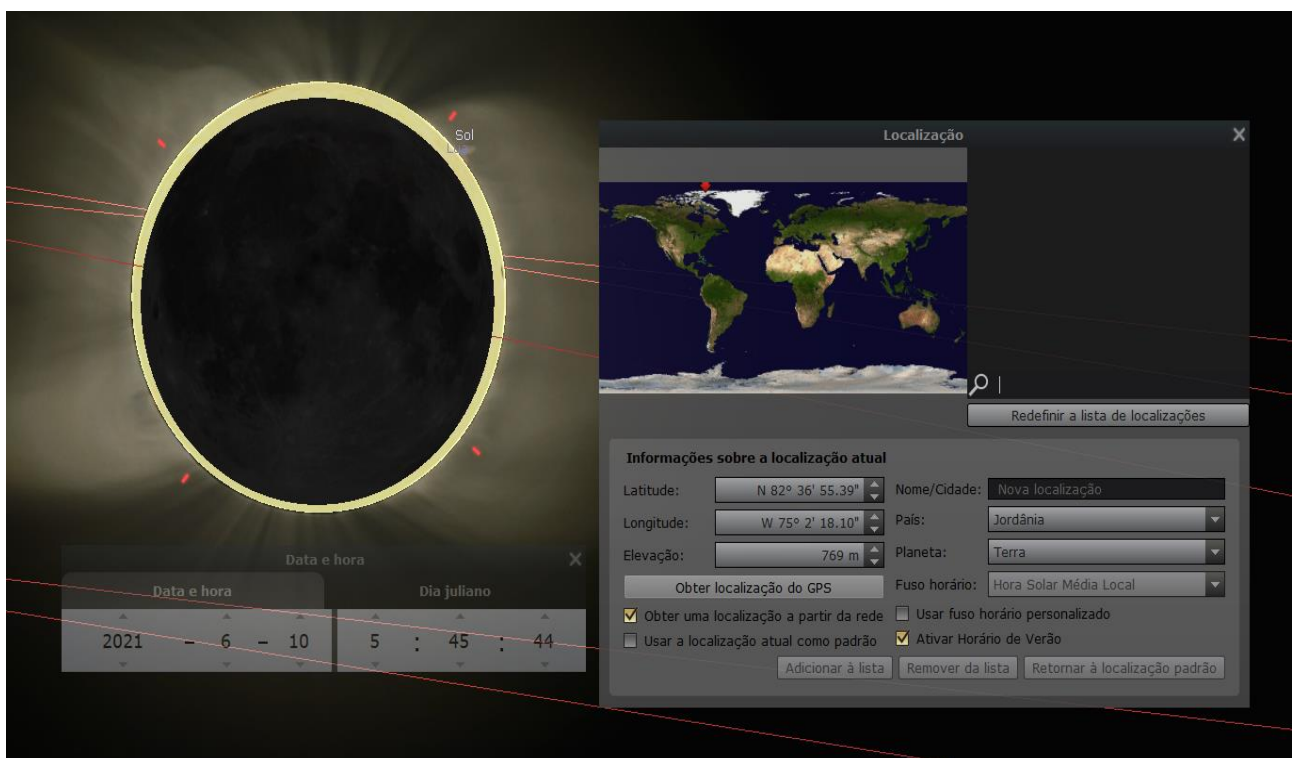 Sol
Lua
Localização
Redefinir a lista de localizações
Informações sobre a localização atual
Latitude: N 82º 36' 55.39" Nome/Cidade: Nova localização
Longitude: W 75º 2' 18.10" País: Jordânia
Elevação: 769 m Planeta: Terra
Obter localização do GPS Fuso horário: Hora Solar Média Local
Obter uma localização a partir da rede Usar fuso horário personalizado
Usar a localização atual como padrão Ativar Horário de Verão
Adicionar à lista Remover da lista Retornar à localização padrão
Data e hora
Data e hora Dia juliano
2021 - 6 - 10 5 : 45 : 44